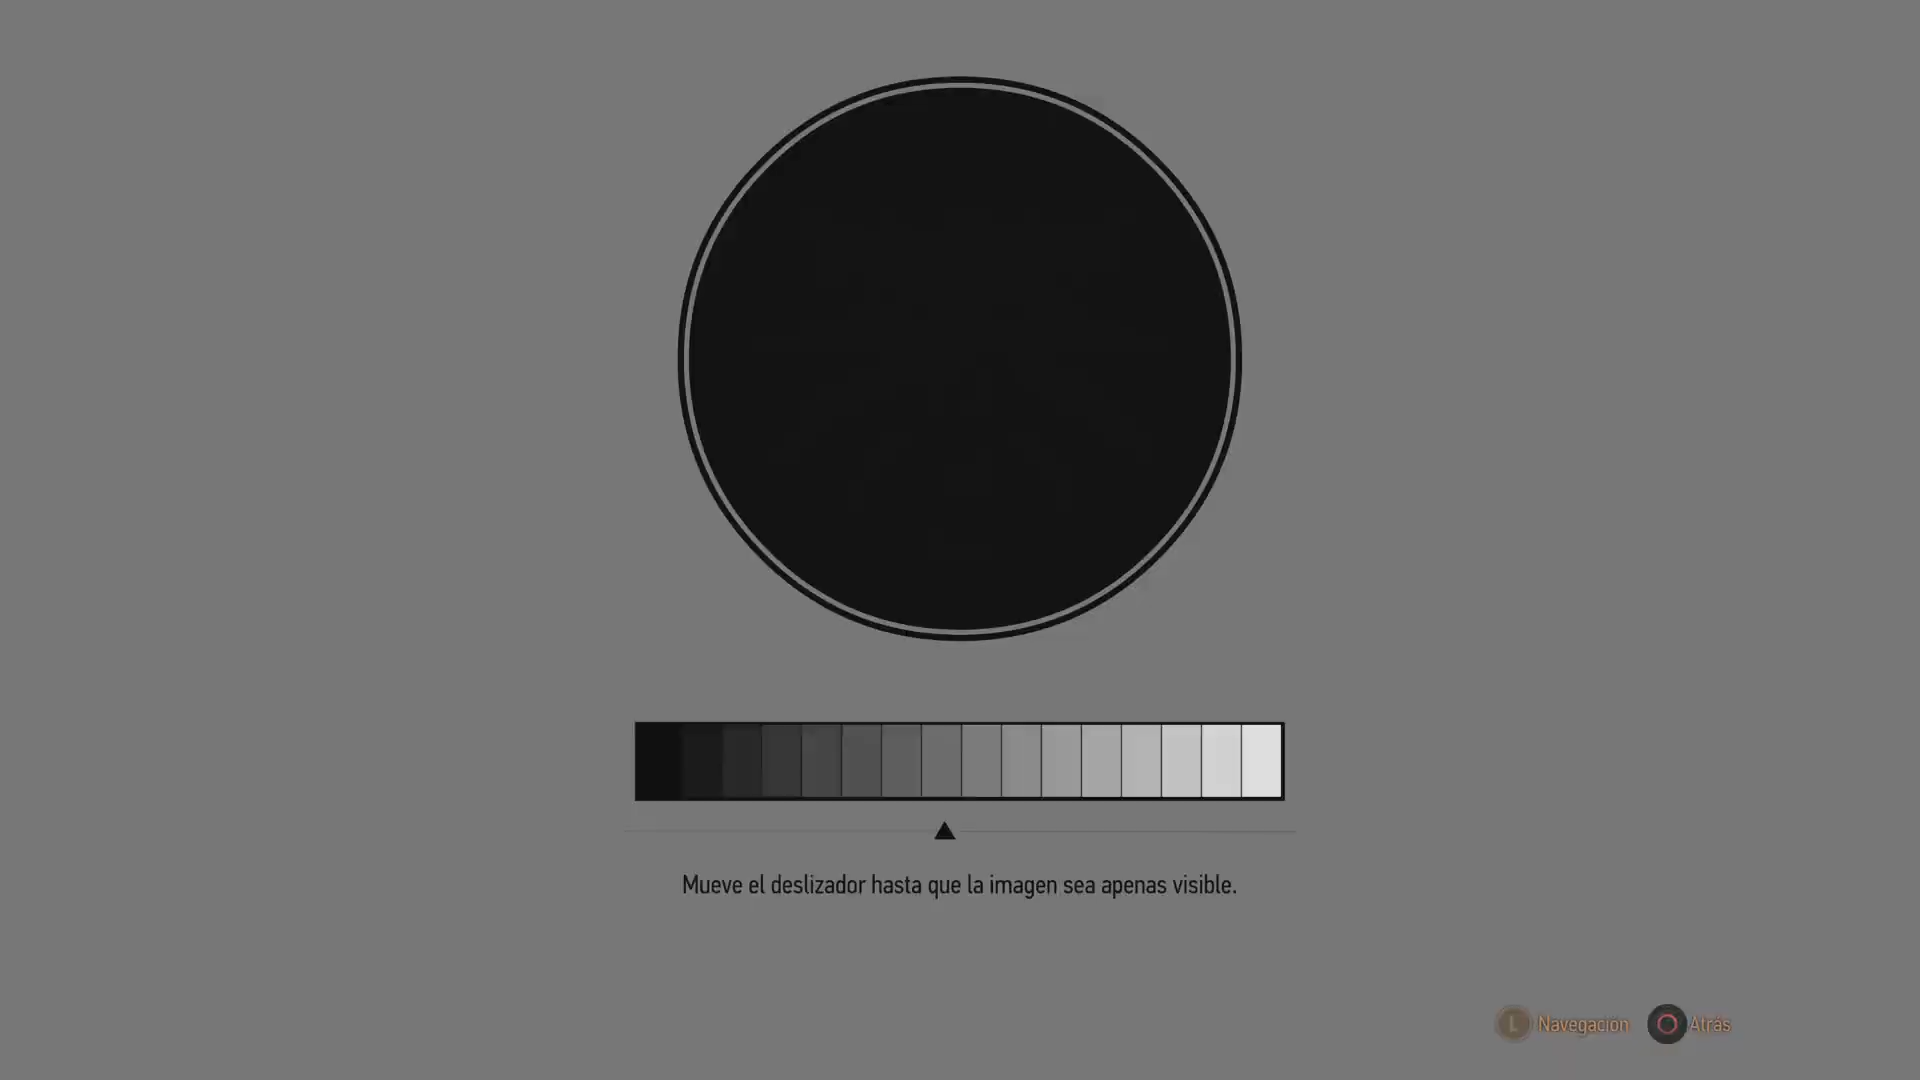 Mueve el deslizador hasta que la imagen sea apenas visible.
L Navegación Atrás